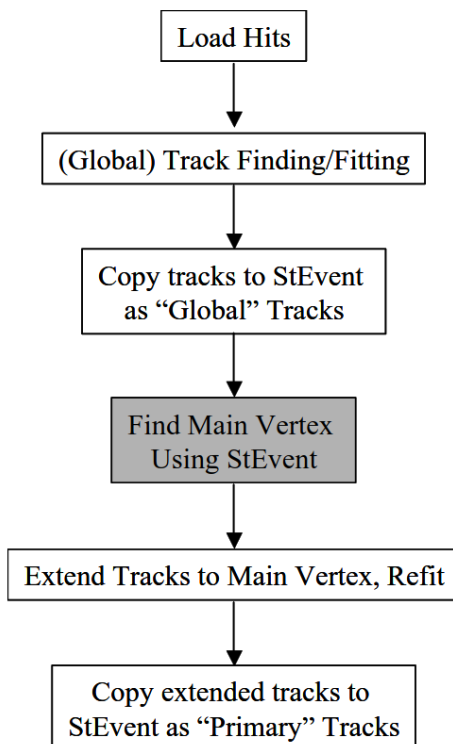 Load Hits
(Global) Track Finding/Fitting
Copy tracks to StEvent
as “Global” Tracks
Find Main Vertex
Using StEvent
Extend Tracks to Main Vertex, Refit
Copy extended tracks to
StEvent as “Primary” Tracks